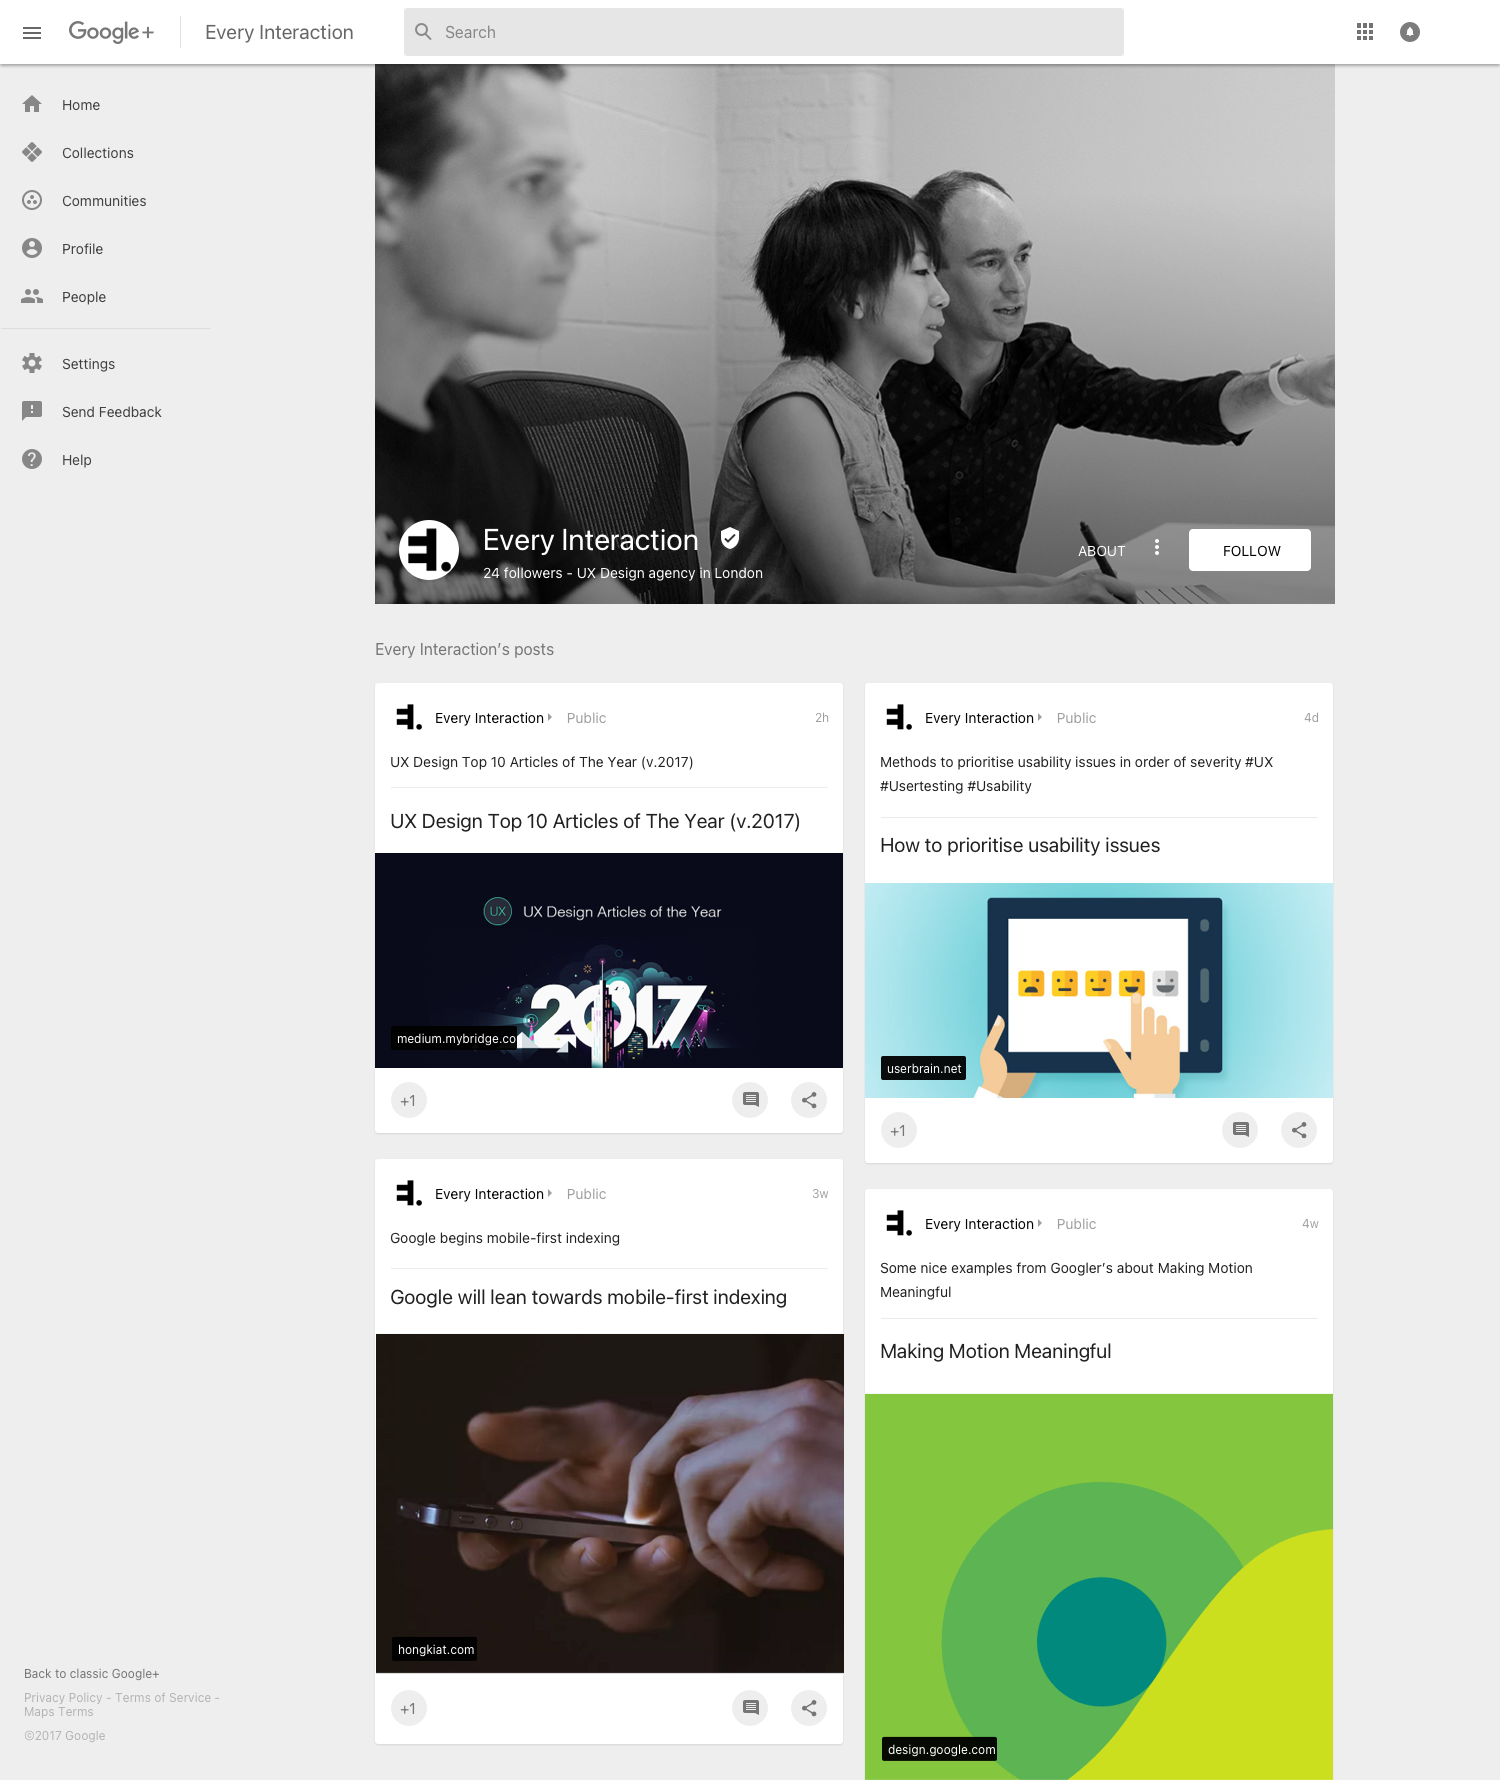 Google+
Every Interaction
Search
Home
Collections
Communities
Profile
People
Settings
Send Feedback
Help
Every Interaction
24 followers - UX Design agency in London
ABOUT
FOLLOW
Every Interaction's posts
Every Interaction Public 2h
UX Design Top 10 Articles of The Year (v.2017)
UX Design Top 10 Articles of The Year (v.2017)
UX UX Design Articles of the Year
2017
medium.mybridge.co
+1
Every Interaction Public 4d
Methods to prioritise usability issues in order of severity #UX
#Usertesting #Usability
How to prioritise usability issues
userbrain.net
+1
Every Interaction Public 3w
Google begins mobile-first indexing
Google will lean towards mobile-first indexing
hongkiat.com
+1
Every Interaction Public 4w
Some nice examples from Googler's about Making Motion
Meaningful
Making Motion Meaningful
design.google.com
Back to classic Google+
Privacy Policy - Terms of Service -
Maps Terms
©2017 Google